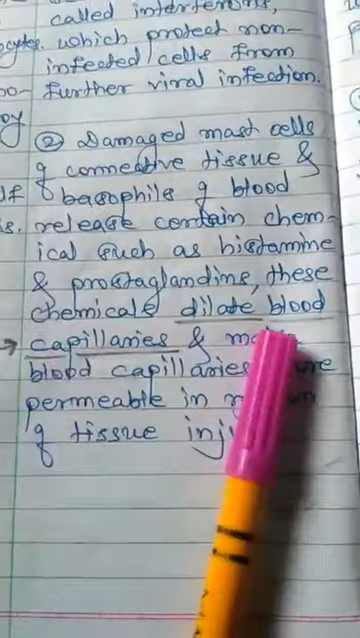 called interferons,
which protect non-
infected cells from
further viral infection.
② Damaged mast cells
of connective tissue &
basophils of blood
release certain chem-
ical such as histamine
& prostaglandins, these
chemicals dilate blood
→ capillaries &
blood capillaries
permeable in
of tissue